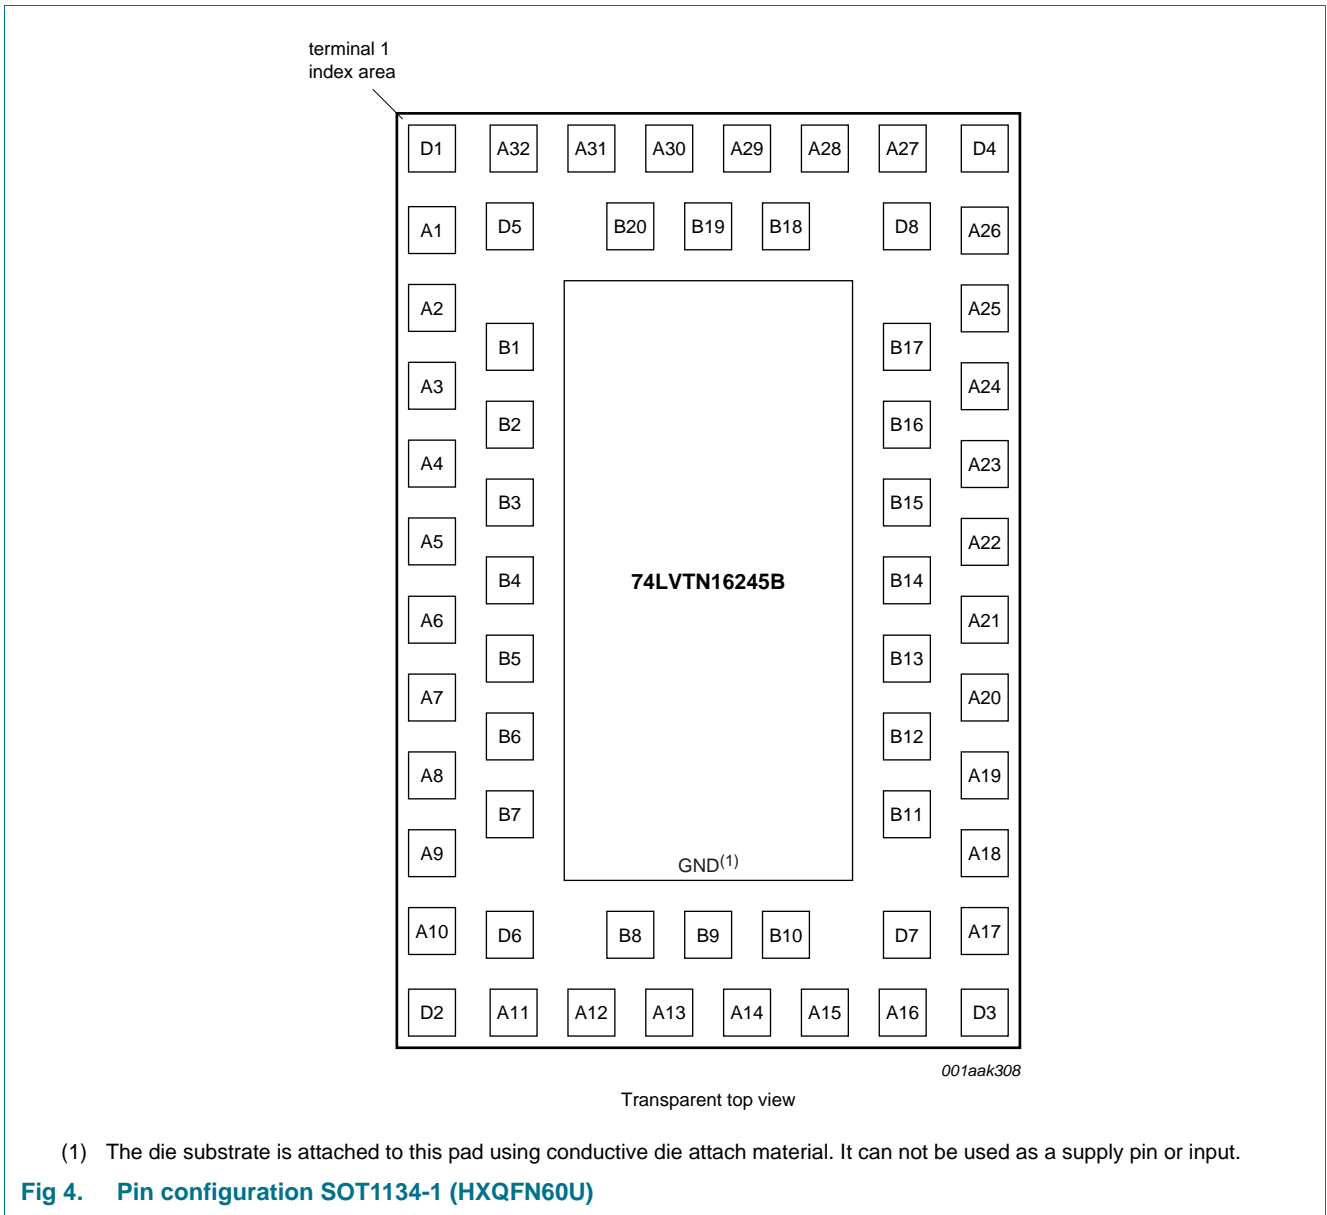 terminal 1
index area
D1 A32 A31 A30 A29 A28 A27 D4
A1 D5 B20 B19 B18 D8 A26
A2 A25
B1 B17
A3 A24
B2 B16
A4 A23
B3 B15
A5 A22
B4 74LVTN16245B B14
A6 A21
B5 B13
A7 A20
B6 B12
A8 A19
B7 B11
A9 A18
GND(1)
A10 D6 B8 B9 B10 D7 A17
D2 A11 A12 A13 A14 A15 A16 D3
001aak308
Transparent top view
(1) The die substrate is attached to this pad using conductive die attach material. It can not be used as a supply pin or input.
Fig 4. Pin configuration SOT1134-1 (HXQFN60U)